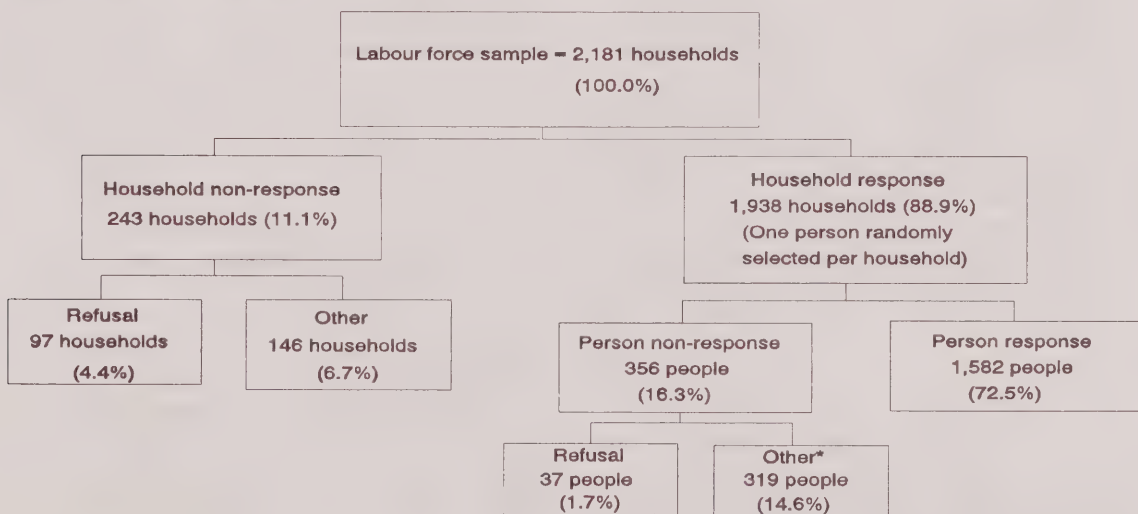 Labour force sample = 2,181 households
(100.0%)
Household non-response
243 households (11.1%)
Household response
1,938 households (88.9%)
(One person randomly
selected per household)
Refusal
97 households
(4.4%)
Other
146 households
(6.7%)
Person non-response
356 people
(16.3%)
Person response
1,582 people
(72.5%)
Refusal
37 people
(1.7%)
Other*
319 people
(14.6%)